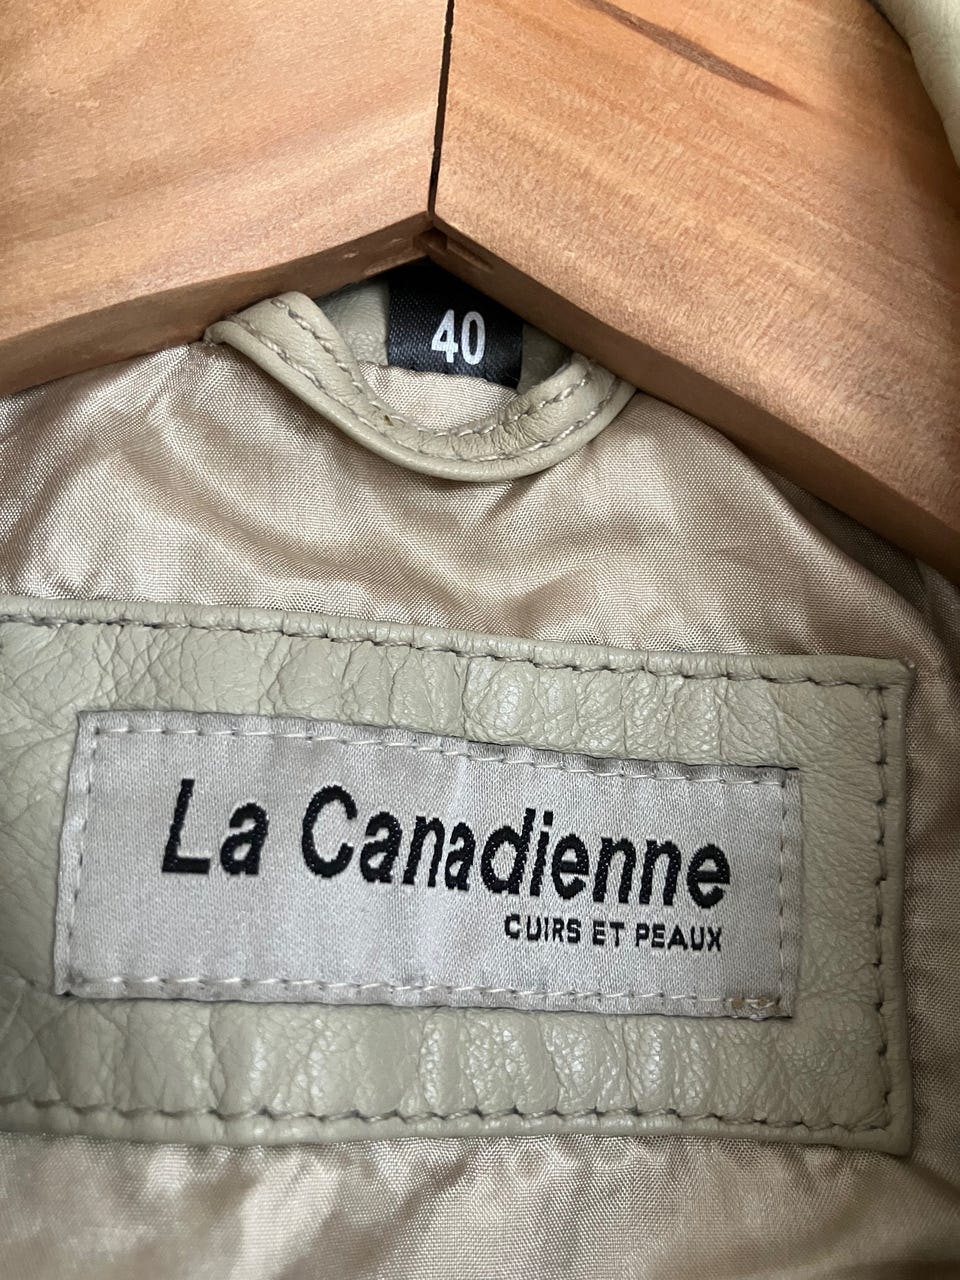 40
La Canadienne
CUIRS ET PEAUX